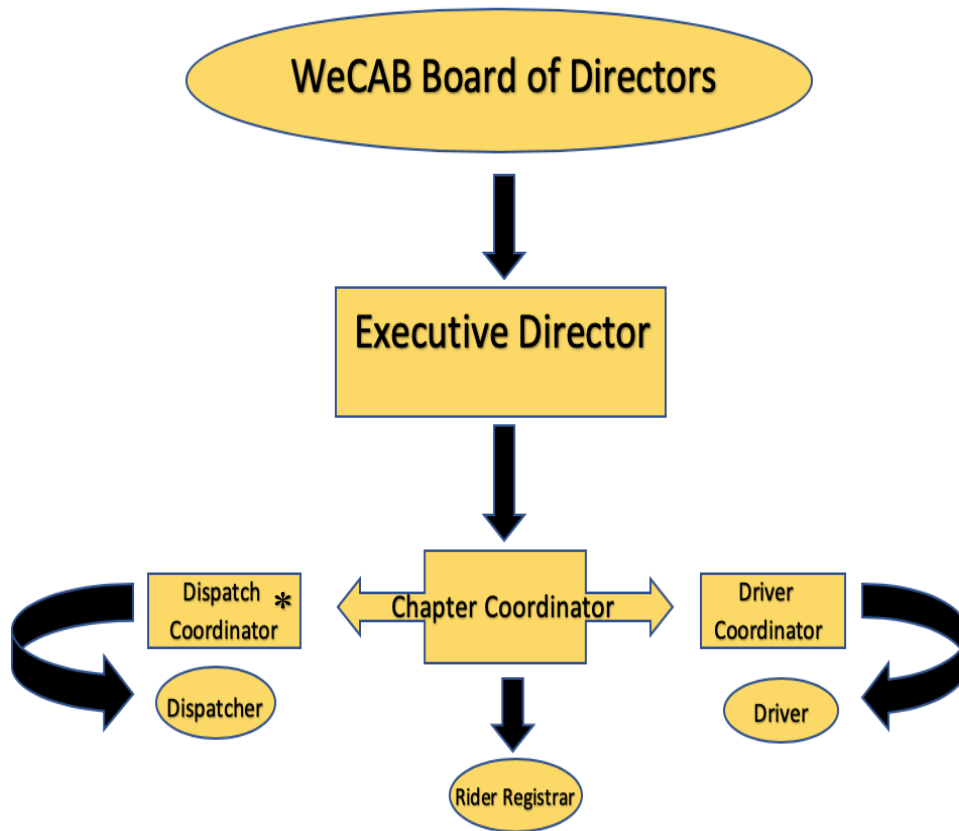 WeCAB Board of Directors
Executive Director
Dispatch *
Coordinator
Chapter Coordinator
Driver
Coordinator
Dispatcher
Driver
Rider Registrar